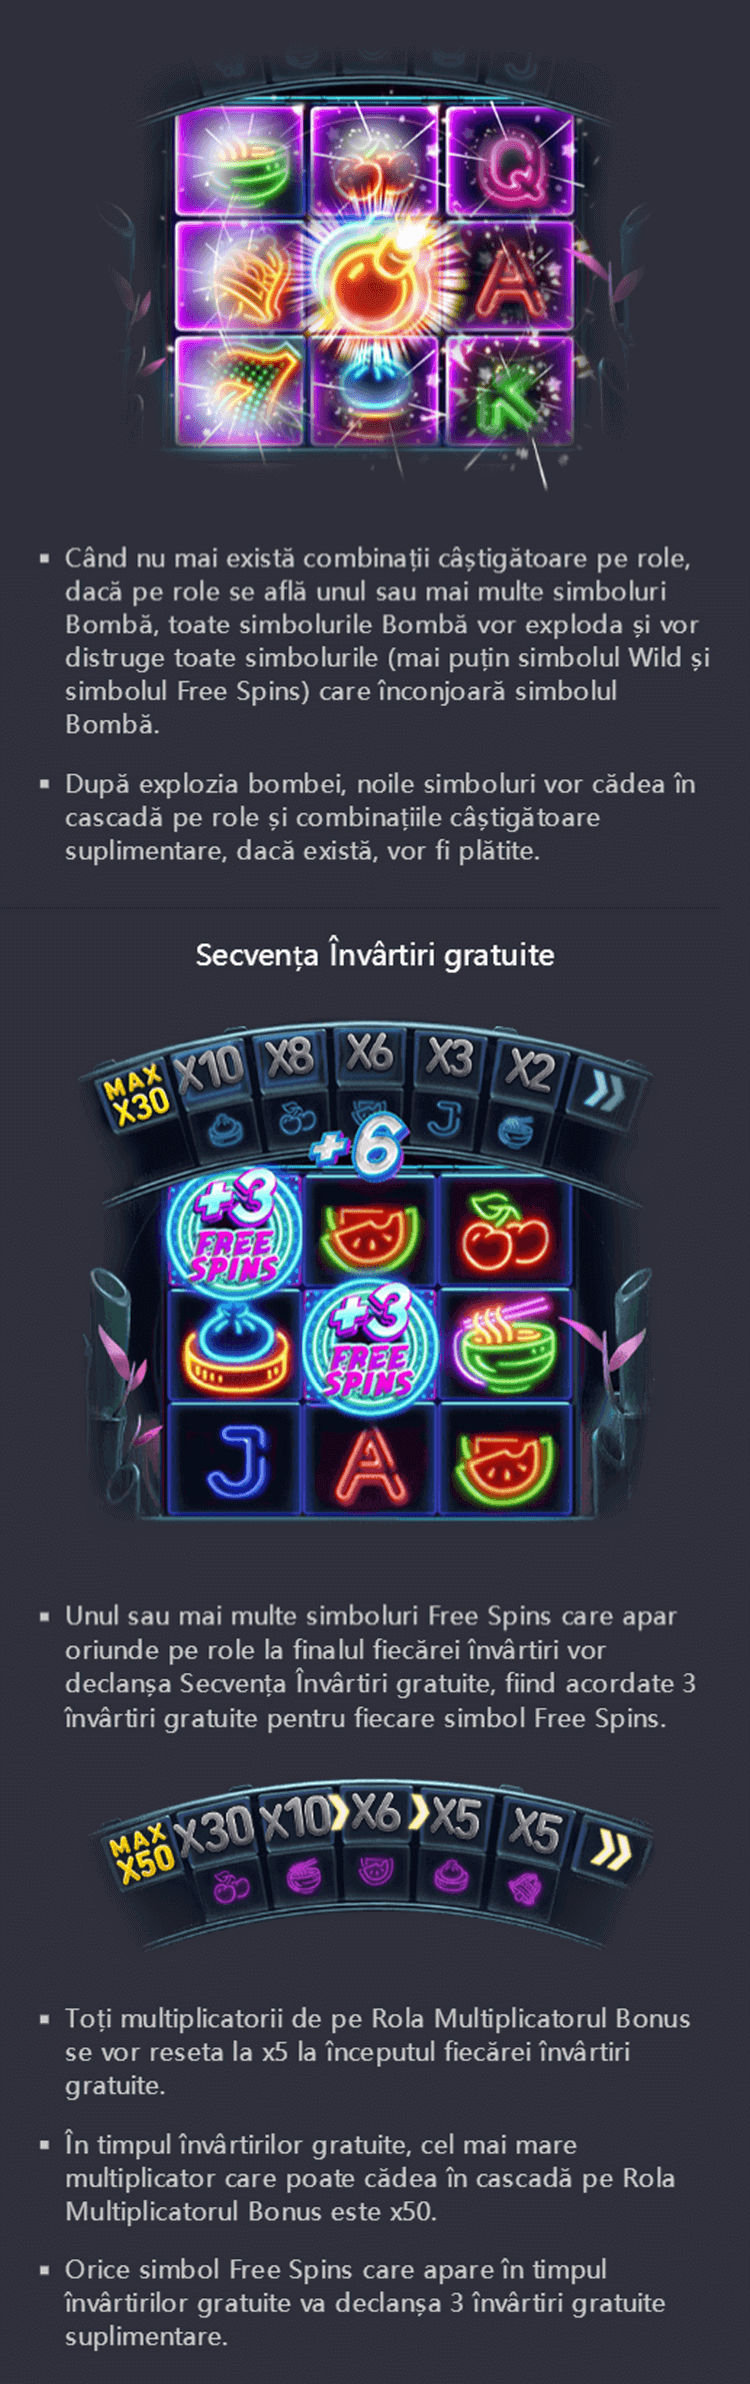 Q
A
7
K
▪ Când nu mai există combinații câștigătoare pe role,
dacă pe role se află unul sau mai multe simboluri
Bombă, toate simbolurile Bombă vor exploda și vor
distruge toate simbolurile (mai puțin simbolul Wild și
simbolul Free Spins) care înconjoară simbolul
Bombă.
▪ După explozia bombei, noile simboluri vor cădea în
cascadă pe role și combinațiile câștigătoare
suplimentare, dacă există, vor fi plătite.
Secvența Învârtiri gratuite
MAX X30 X10 X8 X6 X3 X2
J
+6
+3
FREE
SPINS
+3
FREE
SPINS
J A
▪ Unul sau mai multe simboluri Free Spins care apar
oriunde pe role la finalul fiecărei învârtiri vor
declanșa Secvența Învârtiri gratuite, fiind acordate 3
învârtiri gratuite pentru fiecare simbol Free Spins.
MAX X50 X30 X10 X6 X5 X5
▪ Toți multiplicatorii de pe Rola Multiplicatorul Bonus
se vor reseta la x5 la începutul fiecărei învârtiri
gratuite.
▪ În timpul învârtirilor gratuite, cel mai mare
multiplicator care poate cădea în cascadă pe Rola
Multiplicatorul Bonus este x50.
▪ Orice simbol Free Spins care apare în timpul
învârtirilor gratuite va declanșa 3 învârtiri gratuite
suplimentare.